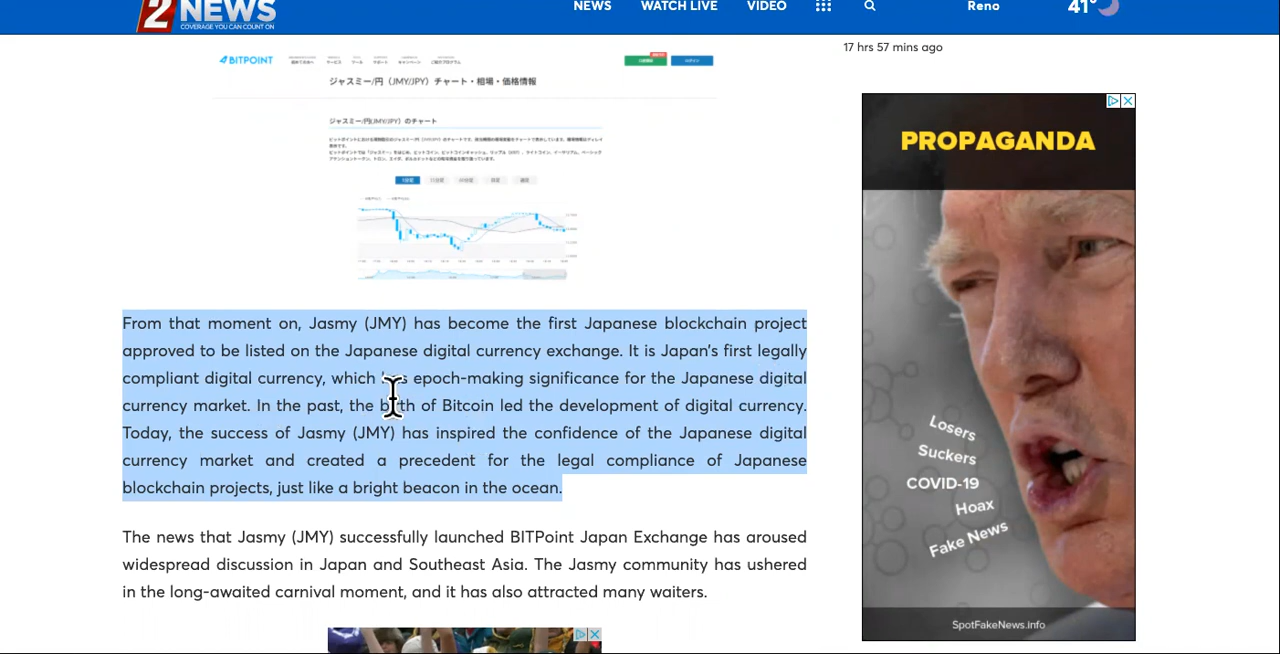 2 NEWS
COVERAGE YOU CAN COUNT ON
NEWS
WATCH LIVE
VIDEO
Reno
41°
17 hrs 57 mins ago
BITPOINT
ジャスミー/円（JMY/JPY）チャート・相場・価格情報
ジャスミー/円(JMY/JPY)のチャート
From that moment on, Jasmy (JMY) has become the first Japanese blockchain project
approved to be listed on the Japanese digital currency exchange. It is Japan's first legally
compliant digital currency, which has epoch-making significance for the Japanese digital
currency market. In the past, the birth of Bitcoin led the development of digital currency.
Today, the success of Jasmy (JMY) has inspired the confidence of the Japanese digital
currency market and created a precedent for the legal compliance of Japanese
blockchain projects, just like a bright beacon in the ocean.
The news that Jasmy (JMY) successfully launched BITPoint Japan Exchange has aroused
widespread discussion in Japan and Southeast Asia. The Jasmy community has ushered
in the long-awaited carnival moment, and it has also attracted many waiters.
PROPAGANDA
Losers
Suckers
COVID-19
Hoax
Fake News
SpotFakeNews.Info